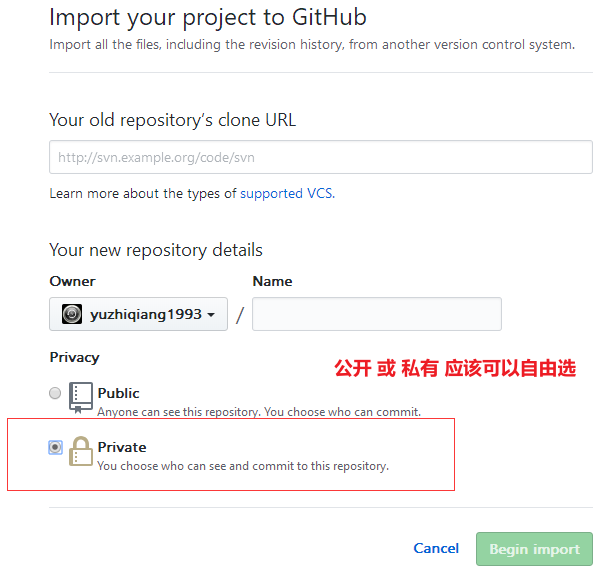 Import your project to GitHub
Import all the files, including the revision history, from another version control system.
Your old repository's clone URL
http://svn.example.org/code/svn
Learn more about the types of supported VCS.
Your new repository details
Owner
Name
yuzhiqiang1993 /
Privacy
公开 或 私有 应该可以自由选
Public
Anyone can see this repository. You choose who can commit.
Private
You choose who can see and commit to this repository.
Cancel
Begin import